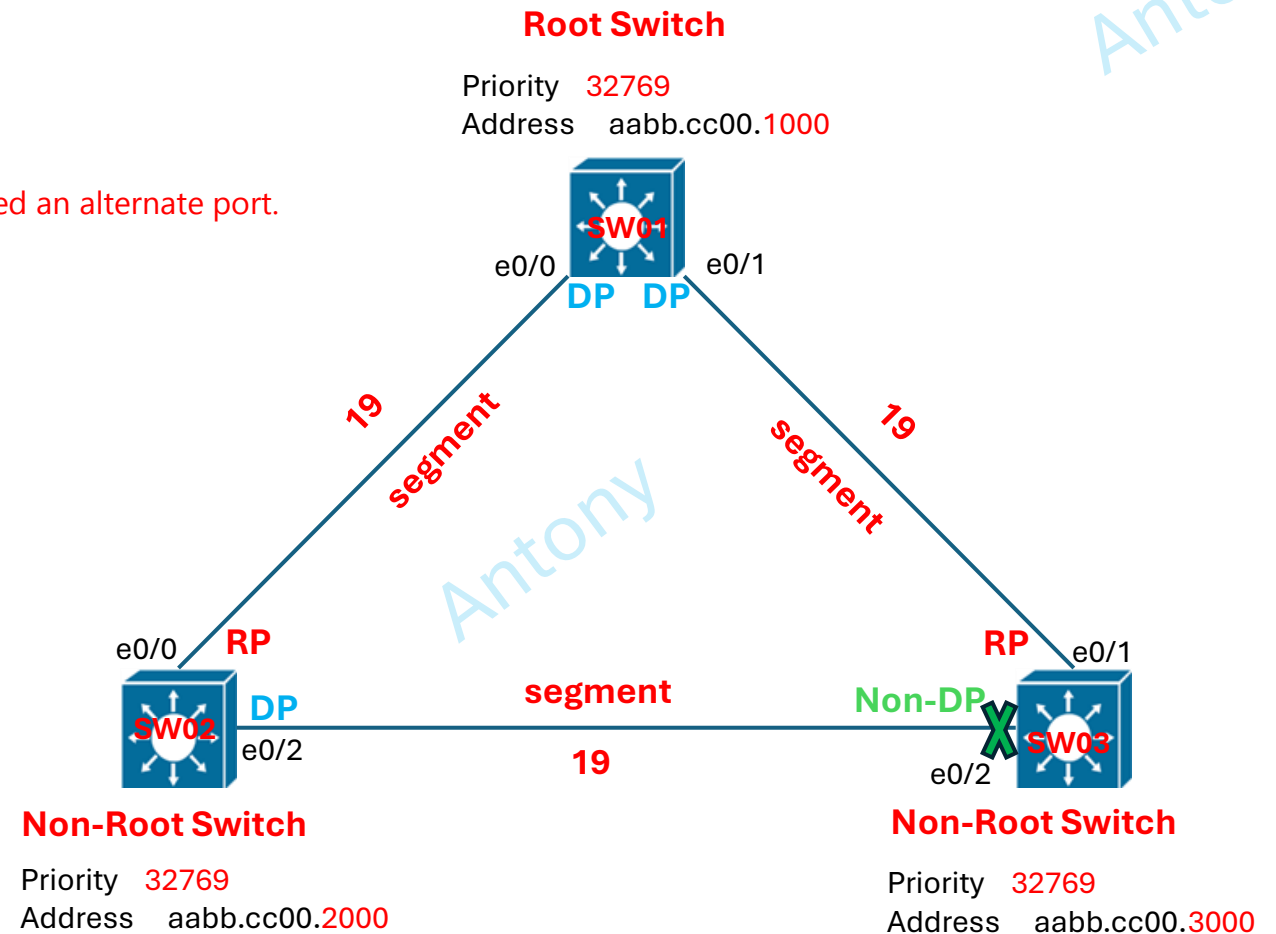 Root Switch
Priority 32769
Address aabb.cc00.1000
ed an alternate port.
SW01
e0/0
e0/1
DP
DP
19
segment
19
segment
Antony
e0/0
RP
RP
e0/1
SW02
DP
segment
Non-DP
SW03
e0/2
19
e0/2
Non-Root Switch
Priority 32769
Address aabb.cc00.2000
Non-Root Switch
Priority 32769
Address aabb.cc00.3000